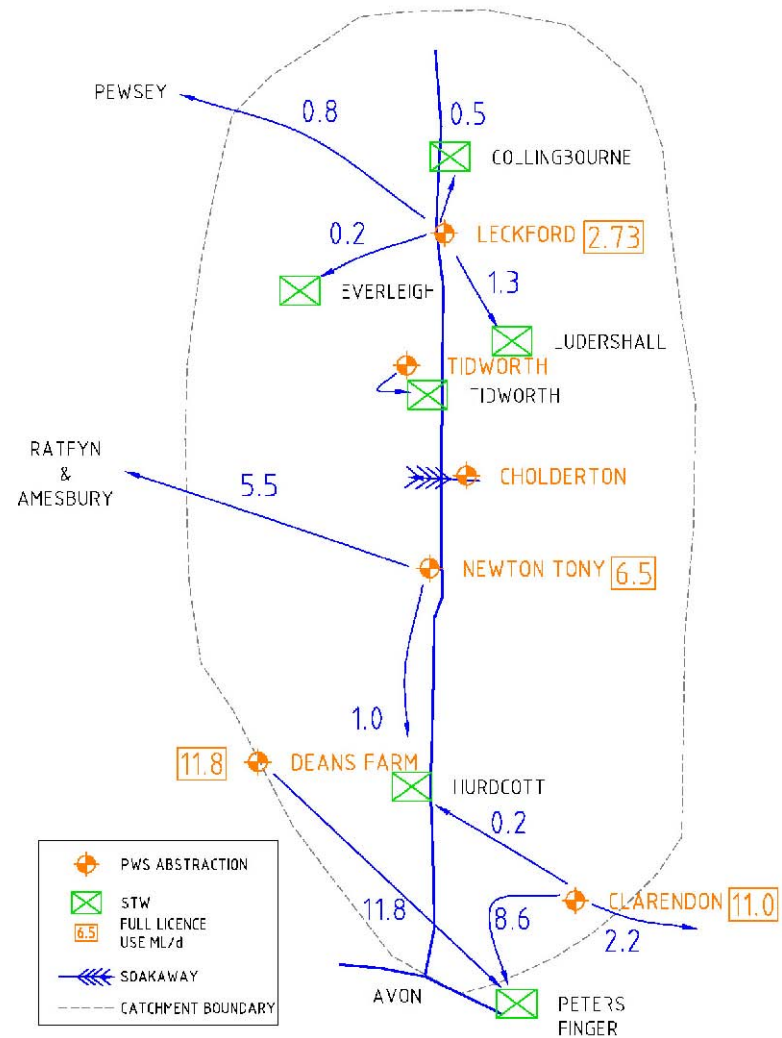 PEWSEY
0.8
0.5
COLLINGBOURNE
0.2
LECKFORD 2.73
EVERLEIGH
1.3
LUDERSHALL
TIDWORTH
TIDWORTH
RATFYN
&
AMESBURY
5.5
CHOLDERTON
NEWTON TONY 6.5
1.0
11.8 DEANS FARM
HURDCOTT
0.2
PWS ABSTRACTION
STW
6.5 FULL LICENCE
USE ML/d
SOAKAWAY
CATCHMENT BOUNDARY
11.8
8.6
CLARENDON 11.0
2.2
AVON
PETERS
FINGER